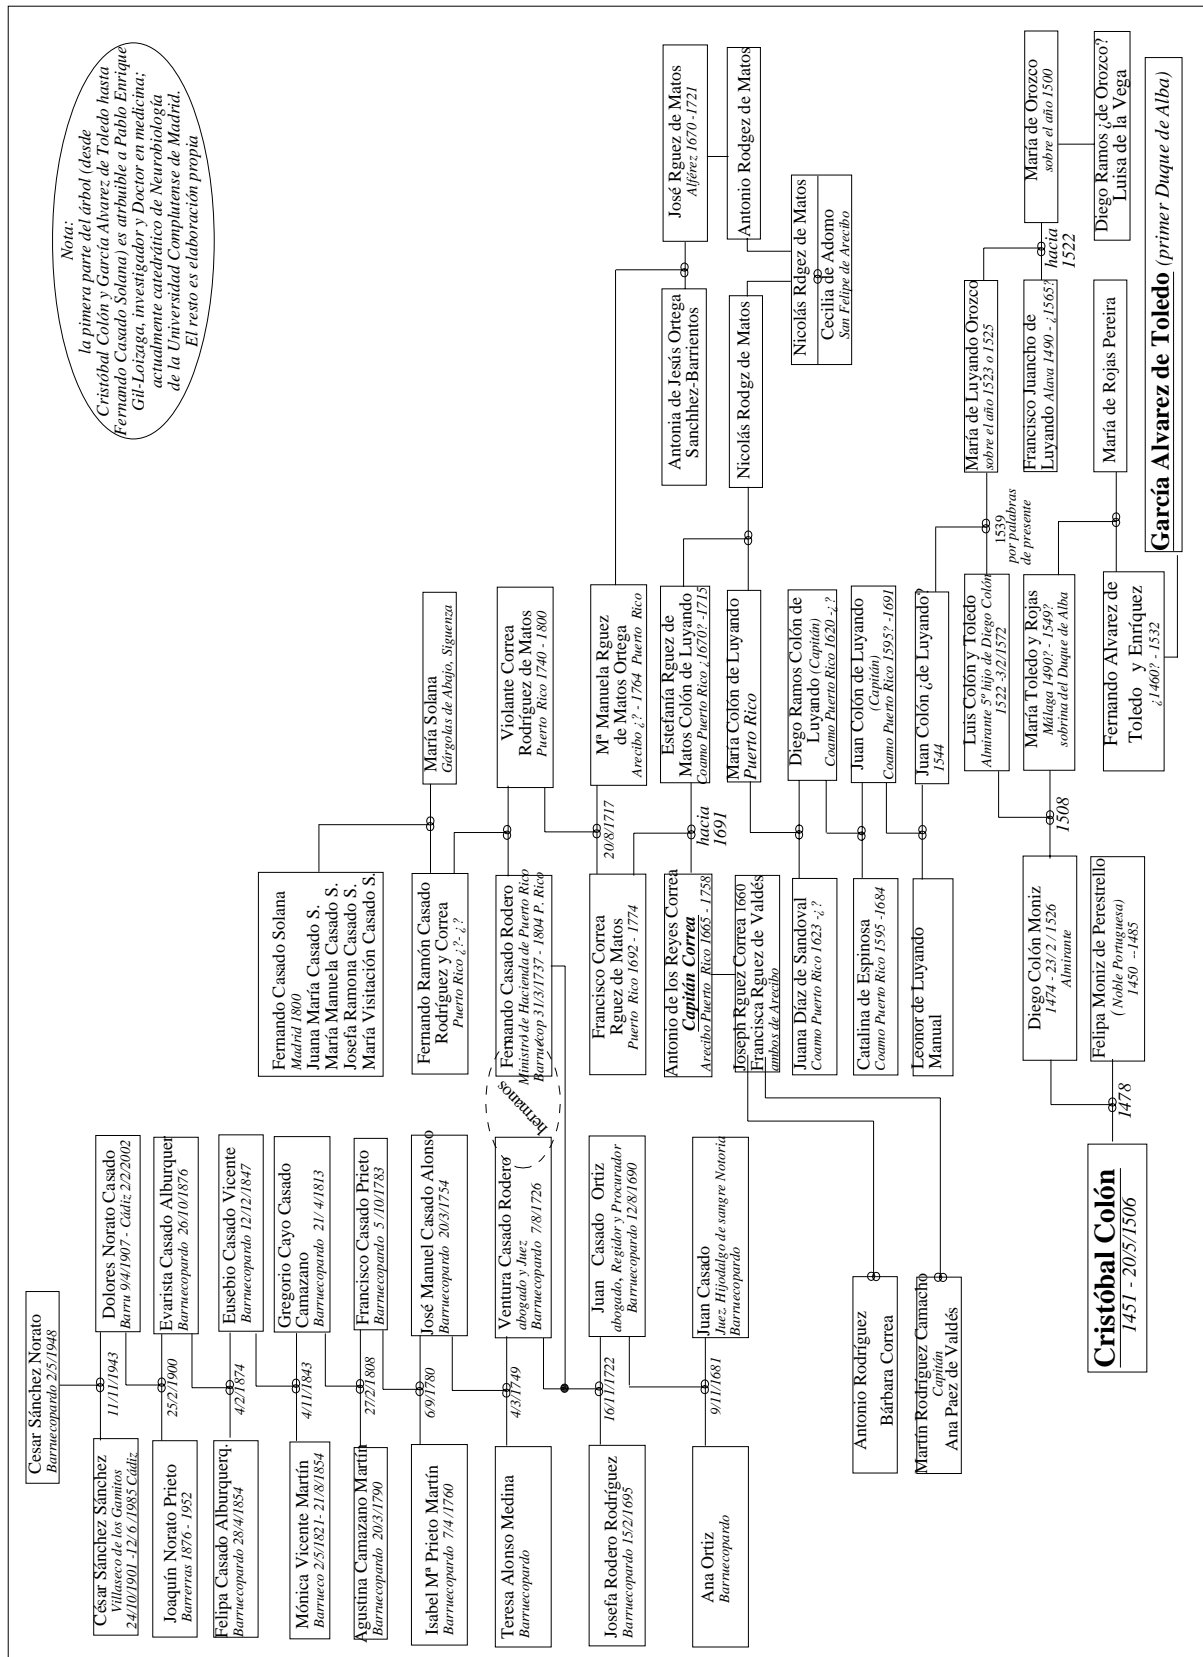 Cesar Sánchez Norato
Barruecopardo 2/5/1948
César Sánchez Sánchez
Villaseco de los Gamitos
24/10/1901 -12/6/1985 Cádiz
11/11/1943
Dolores Norato Casado
Barru 9/4/1907 - Cádiz 2/2/2002
Joaquín Norato Prieto
Barreras 1876 - 1952
25/2/1900
Evarista Casado Alburquer
Barruecopardo 26/10/1876
Felipa Casado Alburquerq.
Barruecopardo 28/4/1854
4/2/1874
Eusebio Casado Vicente
Barruecopardo 12/12/1847
Mónica Vicente Martín
Barrueco 2/5/1821- 21/8/1854
4/11/1843
Gregorio Cayo Casado
Camazano
Barruecopardo 21/ 4/1813
Agustina Camazano Martín
Barruecopardo 20/3/1790
27/2/1808
Francisco Casado Prieto
Barruecopardo 5 /10/1783
Isabel Mª Prieto Martín
Barruecopardo 7/4 /1760
6/9/1780
José Manuel Casado Alonso
Barruecopardo 20/3/1754
Teresa Alonso Medina
Barruecopardo
4/3/1749
Ventura Casado Rodero
abogado y Juez
Barruecopardo 7/8/1726
hermanos
Josefa Rodero Rodríguez
Barruecopardo 15/2/1695
16/11/1722
Juan Casado Ortiz
abogado, Regidor y Procurador
Barruecopardo 12/8/1690
Ana Ortiz
Barruecopardo
9/11/1681
Juan Casado
Juez. Hijodalgo de sangre Notoria
Barruecopardo
Fernando Casado Solana
Madrid 1800
Juana María Casado S.
María Manuela Casado S.
Josefa Ramona Casado S.
María Visitación Casado S.
Fernando Ramón Casado
Rodríguez y Correa
Puerto Rico ¿?- ¿?
María Solana
Gárgolas de Abajo, Siguenza
Fernando Casado Rodero
Ministro de Hacienda de Puerto Rico
Barruecop 31/3/1737 - 1804 P. Rico
Violante Correa
Rodríguez de Matos
Puerto Rico 1740 - 1800
Francisco Correa
Rguez de Matos
Puerto Rico 1692 - 1774
20/8/1717
Mª Manuela Rguez
de Matos Ortega
Arecibo ¿? - 1764 Puerto Rico
Antonio de los Reyes Correa
Capitán Correa
Arecibo Puerto Rico 1665 - 1758
hacia
1691
Estefanía Rguez de
Matos Colón de Luyando
Coamo Puerto Rico ¿1670? -1715
Joseph Rguez Correa 1660
Francisca Rguez de Valdés
ambos de Arecibo
María Colón de Luyando
Puerto Rico
Juana Díaz de Sandoval
Coamo Puerto Rico 1623 -¿?
Diego Ramos Colón de
Luyando (Capitán)
Coamo Puerto Rico 1620 -¿?
Catalina de Espinosa
Coamo Puerto Rico 1595 -1684
Juan Colón de Luyando
(Capitán)
Coamo Puerto Rico 1595? -1691
Leonor de Luyando
Manual
Juan Colón ¿de Luyando?
1544
Antonio Rodríguez
Bárbara Correa
Martín Rodríguez Camacho
Capitán
Ana Paez de Valdés
Cristóbal Colón
1451 - 20/5/1506
1478
Diego Colón Moniz
1474 - 23/2 / 1526
Almirante
Felipa Moniz de Perestrello
( Noble Portuguesa)
1450 --1485
1508
Luis Colón y Toledo
Almirante 5º hijo de Diego Colón
1522 -3/2/1572
María Toledo y Rojas
Málaga 1490? - 1549?
sobrina del Duque de Alba
Fernando Alvarez de
Toledo y Enríquez
¿1460? - 1532
María de Rojas Pereira
García Alvarez de Toledo (primer Duque de Alba)
1539
por palabras
de presente
María de Luyando Orozco
sobre el año 1523 o 1525
Francisco Juancho de
Luyando Alava 1490 - ¿1565?
hacia
1522
María de Orozco
sobre el año 1500
Diego Ramos ¿de Orozco?
Luisa de la Vega
Antonia de Jesús Ortega
Sanchhez-Barrientos
José Rguez de Matos
Alférez 1670 -1721
Nicolás Rodgz de Matos
Antonio Rodgez de Matos
Nicolás Rdgez de Matos
Cecilia de Adorno
San Felipe de Arecibo
Nota:
la pimera parte del árbol (desde
Cristóbal Colón y García Alvarez de Toledo hasta
Fernando Casado Solana) es atrbuible a Pablo Enrique
Gil-Loizaga, investigador y Doctor en medicina;
actualmente catedrático de Neurobiología
de la Universidad Complutense de Madrid.
El resto es elaboración propia